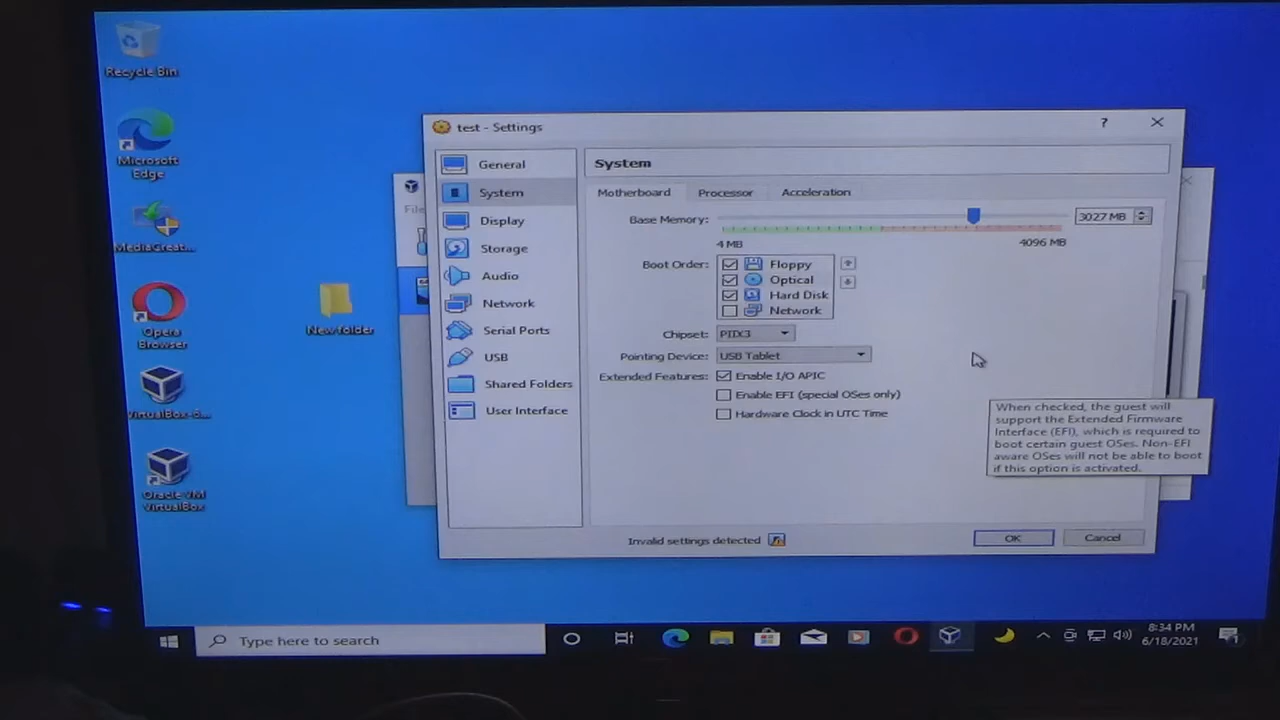 Recycle Bin
Microsoft
Edge
MediaCreat...
Opera
Browser
VirtualBox-6...
Oracle VM
VirtualBox
New folder
File
test - Settings
?
General
System
Display
Storage
Audio
Network
Serial Ports
USB
Shared Folders
User Interface
System
Motherboard
Processor
Acceleration
Base Memory:
3027 MB
4 MB
4096 MB
Boot Order:
Floppy
Optical
Hard Disk
Network
Chipset:
PIIX3
Pointing Device:
USB Tablet
Extended Features:
Enable I/O APIC
Enable EFI (special OSes only)
Hardware Clock in UTC Time
When checked, the guest will
support the Extended Firmware
Interface (EFI), which is required to
boot certain guest OSes. Non-EFI
aware OSes will not be able to boot
if this option is activated.
Invalid settings detected
OK
Cancel
Type here to search
8:34 PM
6/18/2021